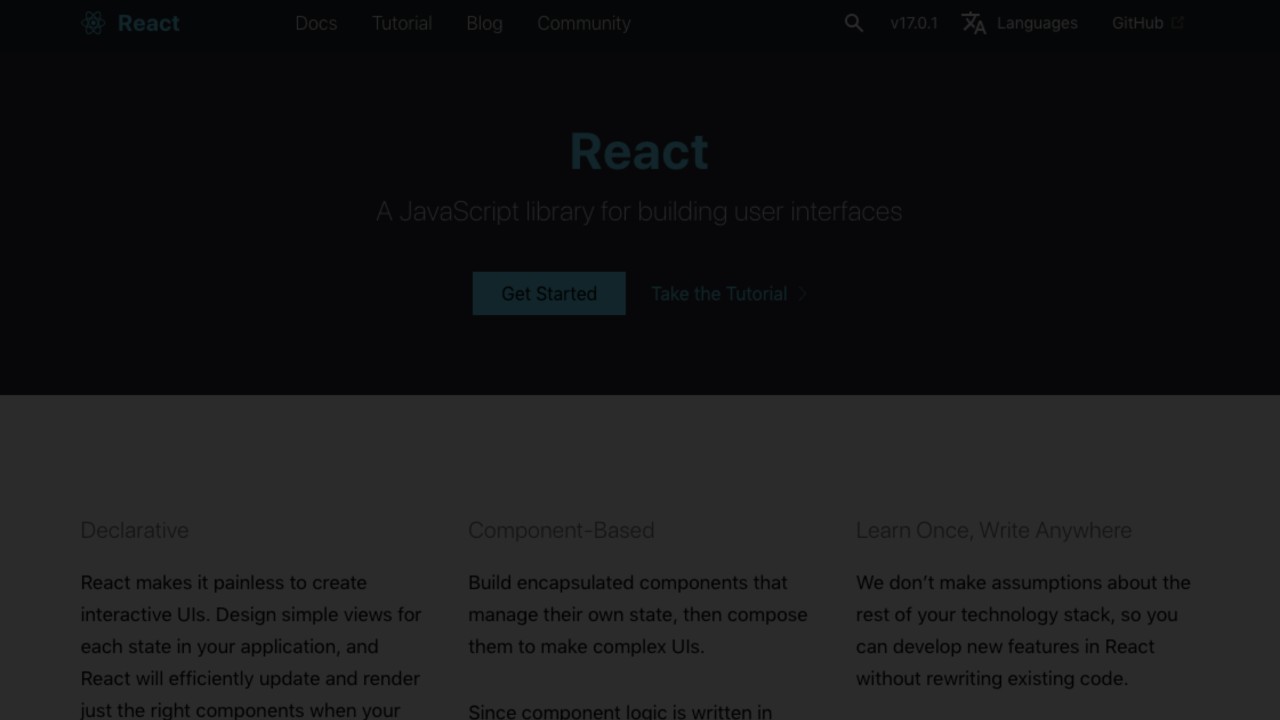 React Docs Tutorial Blog Community v17.0.1 Languages GitHub
React
A JavaScript library for building user interfaces
Get Started Take the Tutorial
Declarative
React makes it painless to create
interactive UIs. Design simple views for
each state in your application, and
React will efficiently update and render
just the right components when your
Component-Based
Build encapsulated components that
manage their own state, then compose
them to make complex UIs.
Since component logic is written in
Learn Once, Write Anywhere
We don’t make assumptions about the
rest of your technology stack, so you
can develop new features in React
without rewriting existing code.